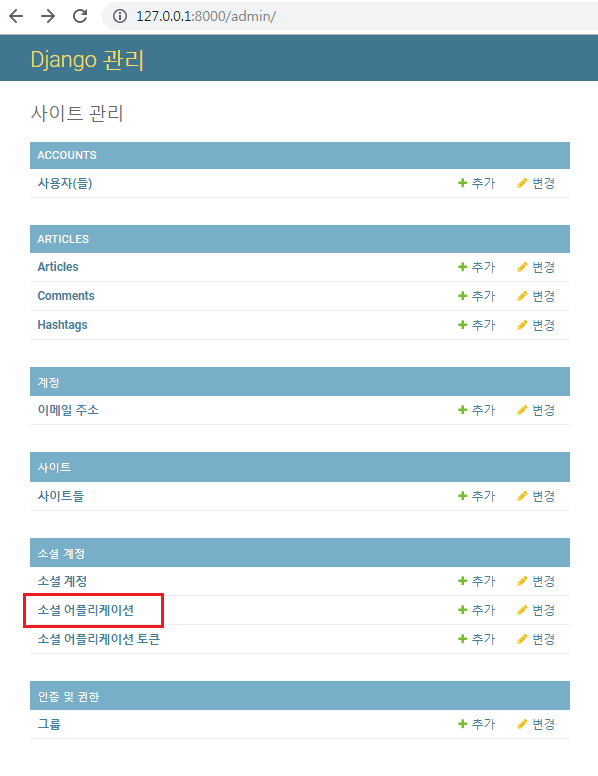 127.0.0.1:8000/admin/
Django 관리
사이트 관리
ACCOUNTS
사용자(들) 추가 변경
ARTICLES
Articles 추가 변경
Comments 추가 변경
Hashtags 추가 변경
계정
이메일 주소 추가 변경
사이트
사이트들 추가 변경
소셜 계정
소셜 계정 추가 변경
소셜 어플리케이션 추가 변경
소셜 어플리케이션 토큰 추가 변경
인증 및 권한
그룹 추가 변경